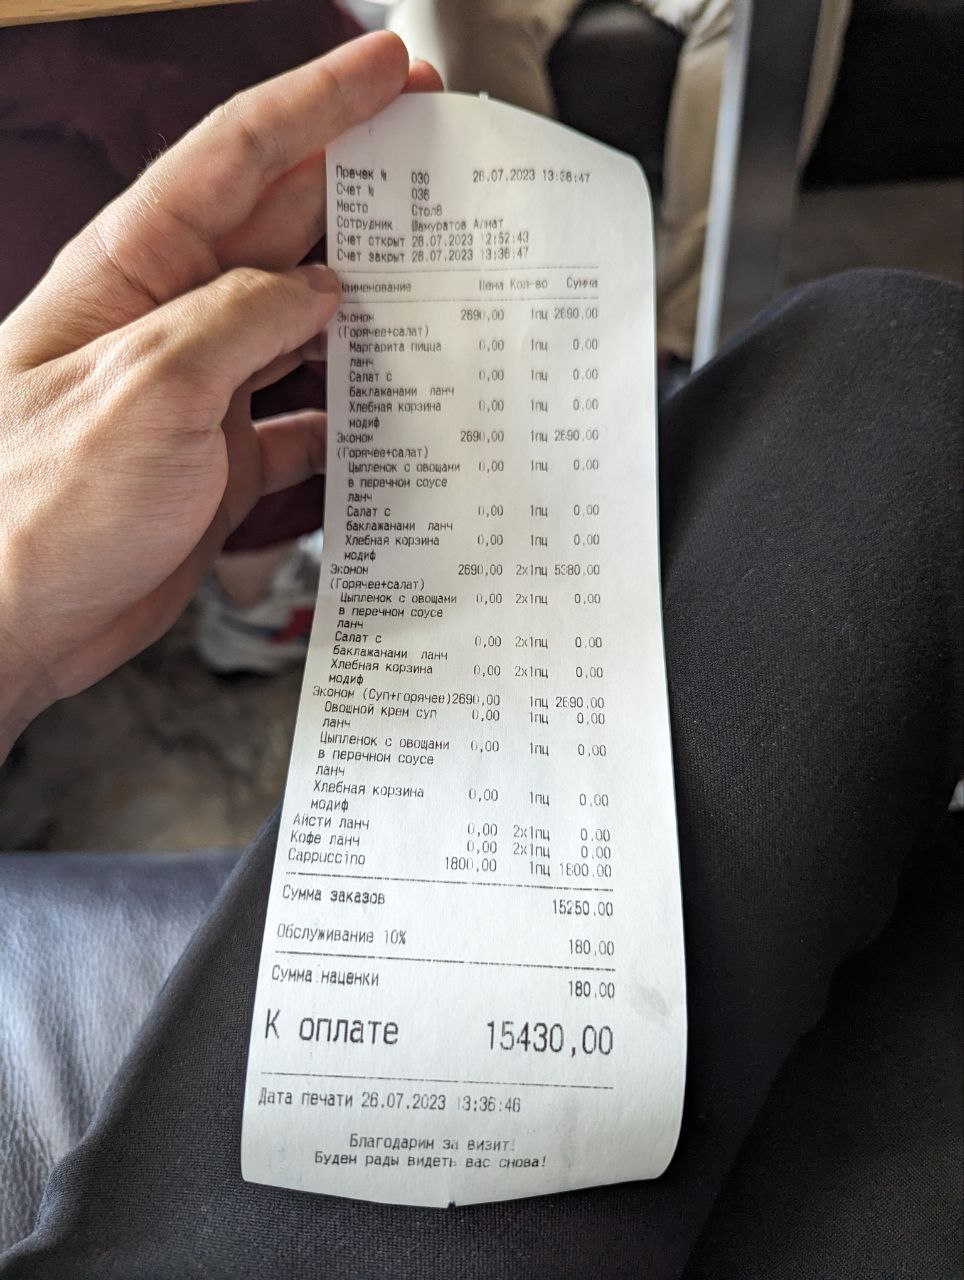 Пречек № 030 26.07.2023 13:36:47
Счет № 036
Место Стол8
Сотрудник Шамуратов Алмат
Счет открыт 26.07.2023 12:52:43
Счет закрыт 26.07.2023 13:36:47
Наименование Цена Кол-во Сумма
Эконом 2690,00 1пц 2690.00
(Горячее+салат)
Маргарита пицца 0,00 1пц 0.00
ланч
Салат с 0,00 1пц 0.00
баклажанами ланч
Хлебная корзина 0,00 1пц 0.00
модиф
Эконом 2690,00 1пц 2690.00
(Горячее+салат)
Цыпленок с овощами 0,00 1пц 0.00
в перечном соусе
ланч
Салат с 0,00 1пц 0.00
баклажанами ланч
Хлебная корзина 0,00 1пц 0.00
модиф
Эконом 2690,00 2x1пц 5380.00
(Горячее+салат)
Цыпленок с овощами 0,00 2x1пц 0.00
в перечном соусе
ланч
Салат с 0,00 2x1пц 0.00
баклажанами ланч
Хлебная корзина 0,00 2x1пц 0.00
модиф
Эконом (Суп+горячее)2690,00 1пц 2690.00
Овощной крем суп 0,00 1пц 0.00
ланч
Цыпленок с овощами 0,00 1пц 0.00
в перечном соусе
ланч
Хлебная корзина 0,00 1пц 0.00
модиф
Айсти ланч 0,00 2x1пц 0.00
Кофе ланч 0,00 2x1пц 0.00
Cappuccino 1800,00 1пц 1800.00
Сумма заказов 15250.00
Обслуживание 10% 180.00
Сумма наценки 180.00
К оплате 15430,00
Дата печати 26.07.2023 13:36:46
Благодарим за визит!
Будем рады видеть вас снова!